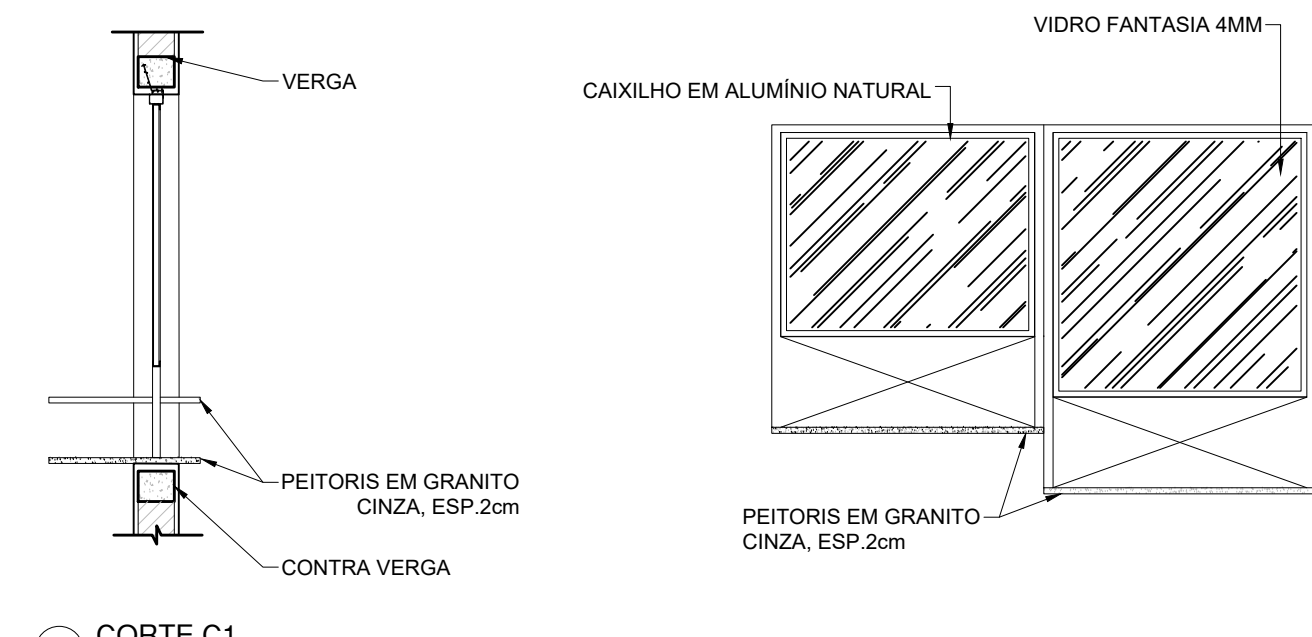 VERGA
PEITORIS EM GRANITO
CINZA, ESP.2cm
CONTRA VERGA
CORTE C1
VIDRO FANTASIA 4MM
CAIXILHO EM ALUMÍNIO NATURAL
PEITORIS EM GRANITO
CINZA, ESP.2cm